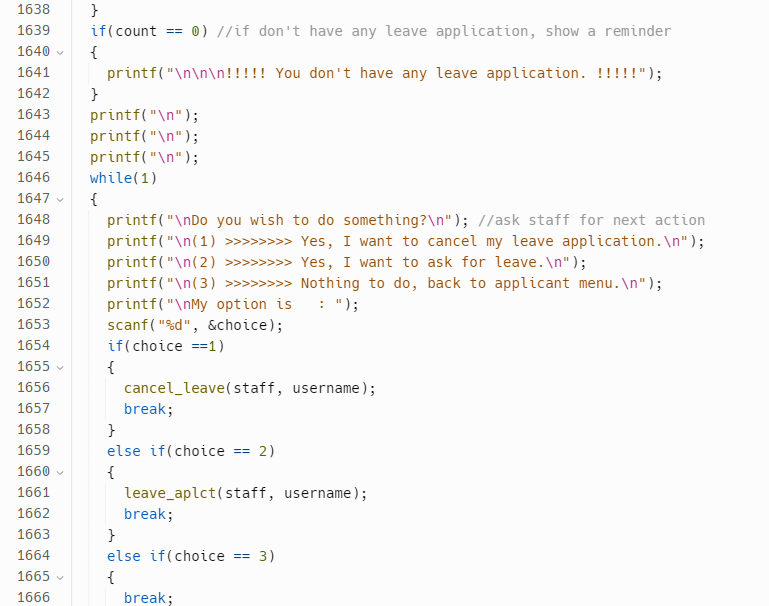 1638 }
1639 if(count == 0) //if don't have any leave application, show a reminder
1640 {
1641 printf("\n\n\n!!!!! You don't have any leave application. !!!!!");
1642 }
1643 printf("\n");
1644 printf("\n");
1645 printf("\n");
1646 while(1)
1647 {
1648 printf("\nDo you wish to do something?\n"); //ask staff for next action
1649 printf("\n(1) >>>>>>>> Yes, I want to cancel my leave application.\n");
1650 printf("\n(2) >>>>>>>> Yes, I want to ask for leave.\n");
1651 printf("\n(3) >>>>>>>> Nothing to do, back to applicant menu.\n");
1652 printf("\nMy option is   : ");
1653 scanf("%d", &choice);
1654 if(choice ==1)
1655 {
1656 cancel_leave(staff, username);
1657 break;
1658 }
1659 else if(choice == 2)
1660 {
1661 leave_aplct(staff, username);
1662 break;
1663 }
1664 else if(choice == 3)
1665 {
1666 break;